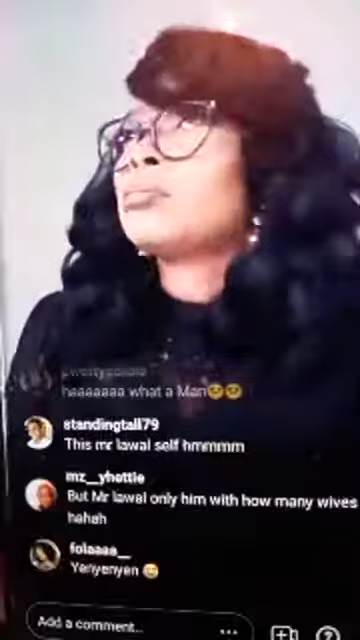 haaaaaaa what a Man🥺🥺
standingtall79
This mr lawal self hmmmm
mz__yhettie
But Mr lawal only him with how many wives
hahah
folaaaa__
Yenyenyen 😅
Add a comment...